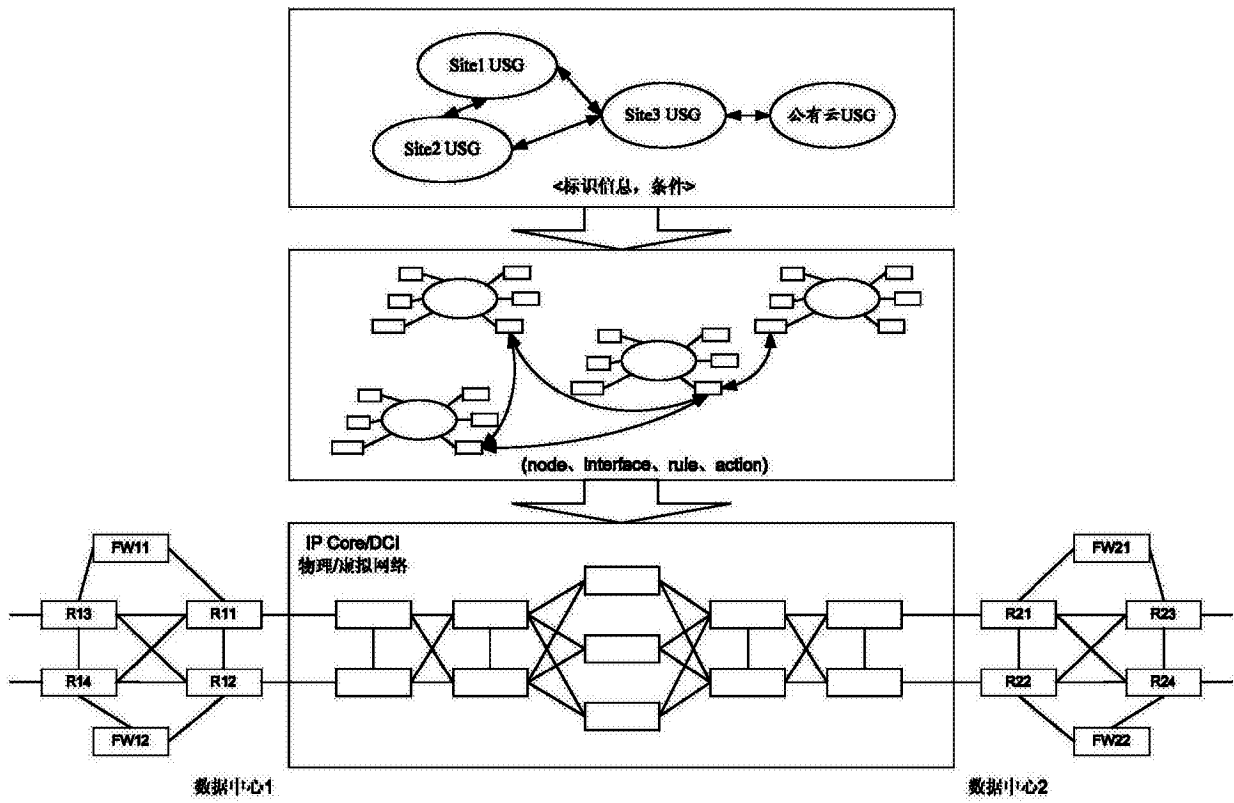 Site1 USG
Site3 USG
公有云USG
Site2 USG
<标识信息，条件>
(node、interface、rule、action)
IP Core/DCI
物理/虚拟网络
FW11
FW21
R13
R11
R21
R23
R14
R12
R22
R24
FW12
FW22
数据中心1
数据中心2